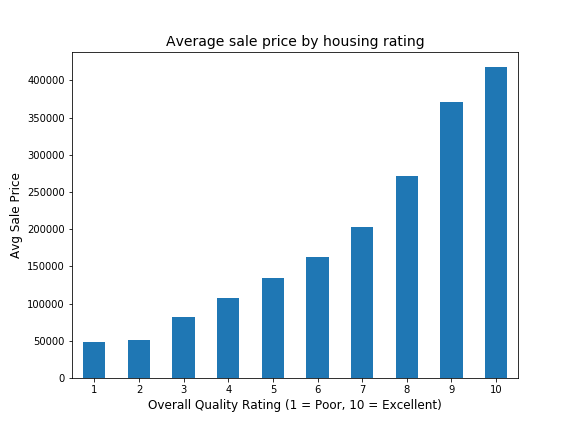 Average sale price by housing rating
400000
350000
300000
250000
200000
150000
100000
50000
0
Avg Sale Price
1 2 3 4 5 6 7 8 9 10
Overall Quality Rating (1 = Poor, 10 = Excellent)